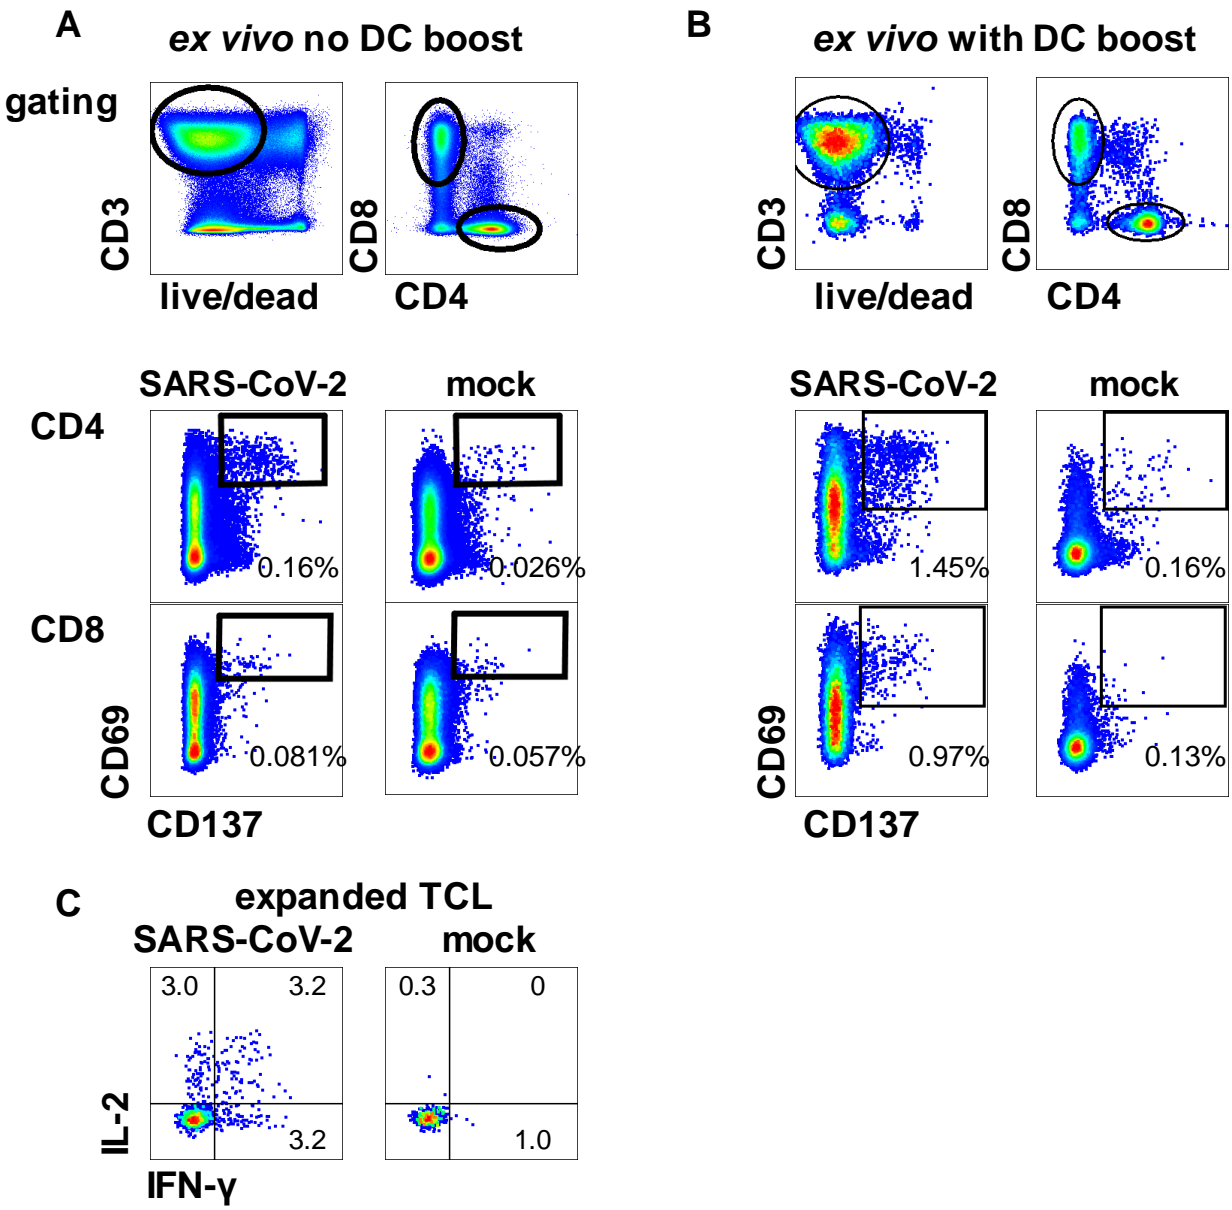 A
ex vivo no DC boost
gating
CD3
CD8
live/dead
CD4
SARS-CoV-2
mock
CD4
0.16%
0.026%
CD8
0.081%
0.057%
CD69
CD137
B
ex vivo with DC boost
CD3
CD8
live/dead
CD4
SARS-CoV-2
mock
1.45%
0.16%
0.97%
0.13%
CD69
CD137
C
expanded TCL
SARS-CoV-2
mock
3.0
3.2
0.3
0
3.2
1.0
IL-2
IFN-γ